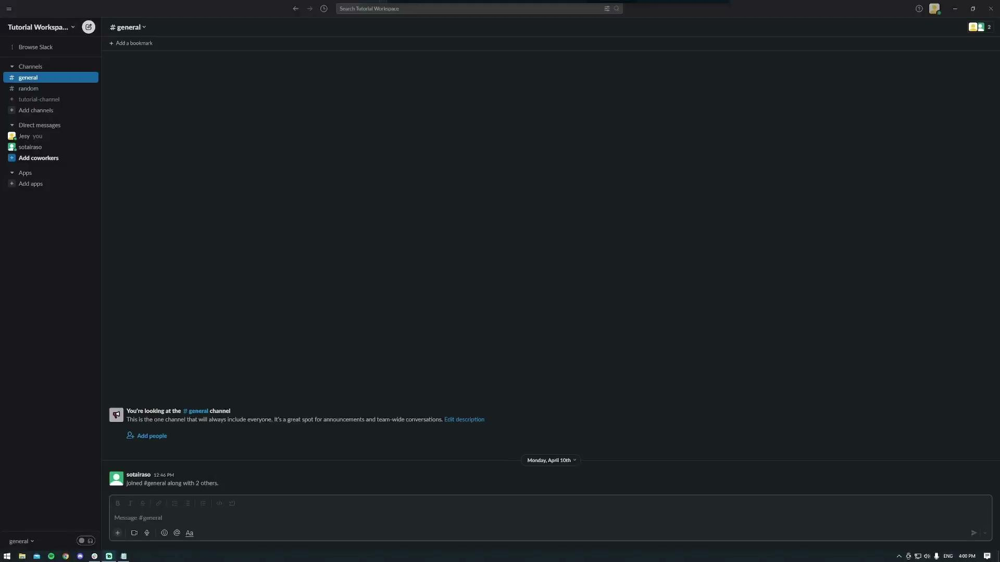 Search Tutorial Workspace
Tutorial Workspa...
# general
2
Add a bookmark
Browse Slack
Channels
# general
# random
tutorial-channel
+ Add channels
Direct messages
Jesy you
sotairaso
+ Add coworkers
Apps
+ Add apps
You're looking at the # general channel
This is the one channel that will always include everyone. It's a great spot for announcements and team-wide conversations. Edit description
Add people
Monday, April 10th
sotairaso 12:46 PM
joined #general along with 2 others.
B I S
Message #general
Aa
general
ENG 4:00 PM